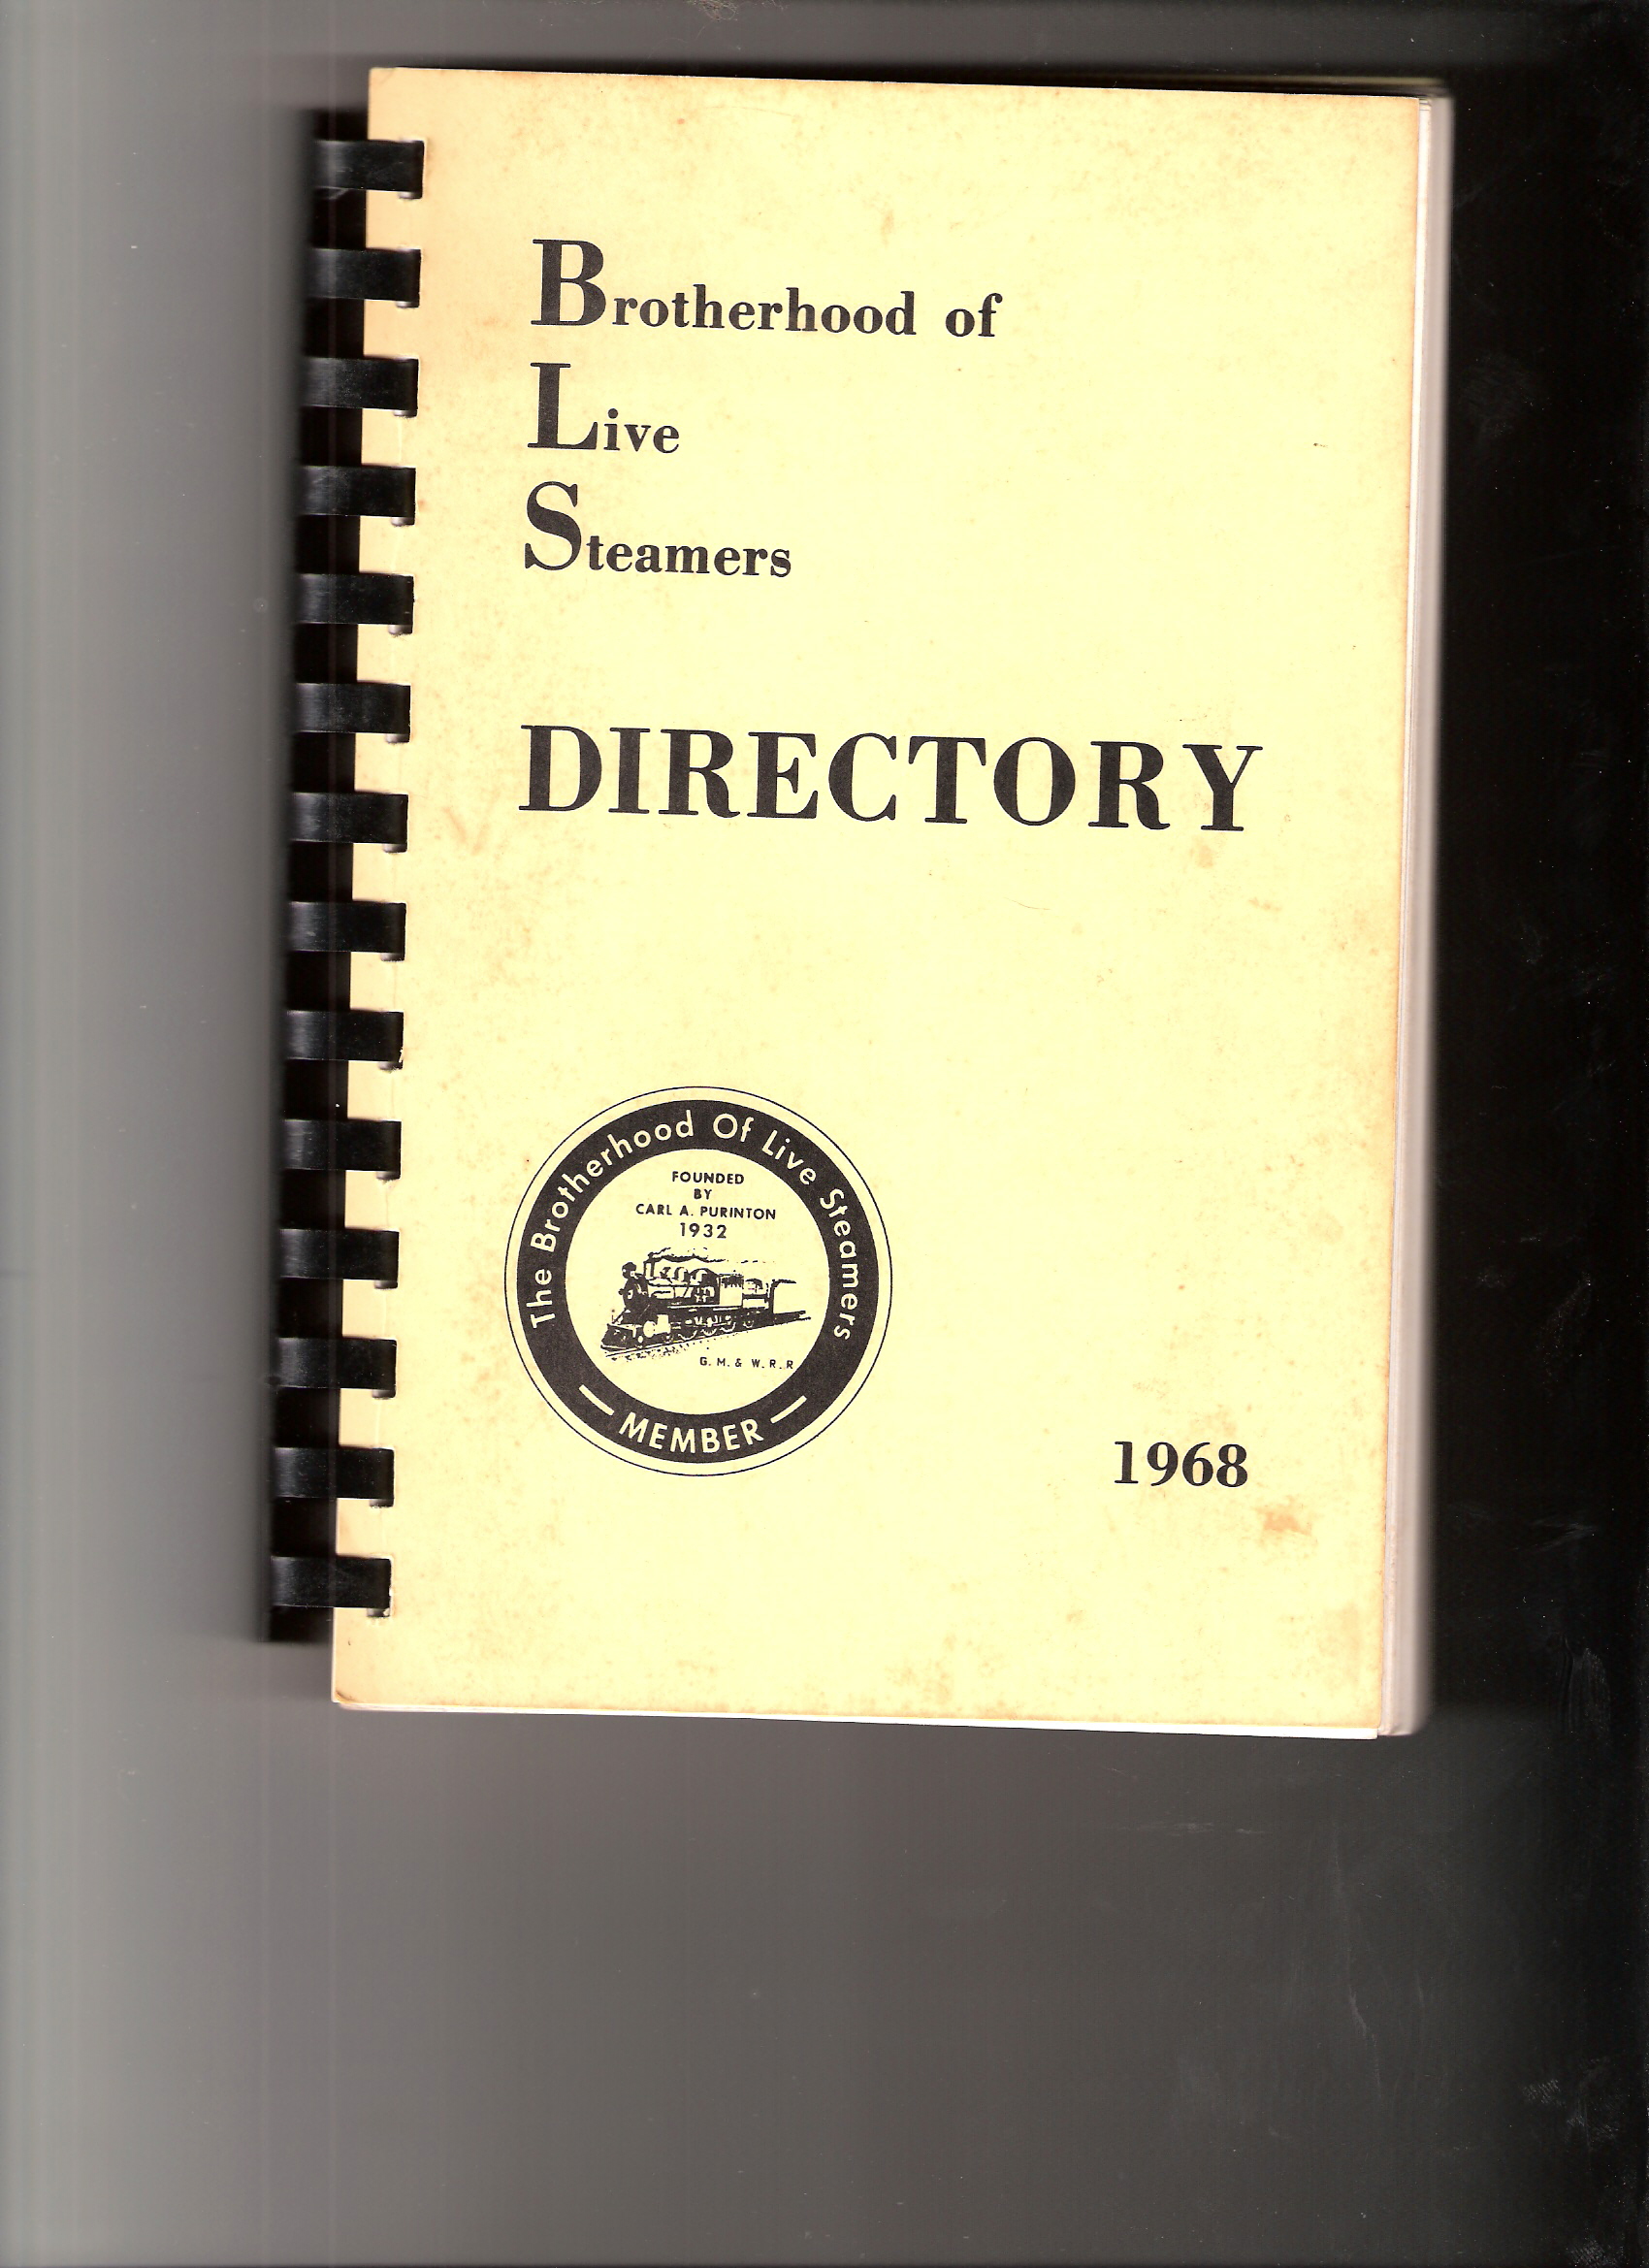 Brotherhood of
Live
Steamers
DIRECTORY
The Brotherhood Of Live Steamers
FOUNDED
BY
CARL A. PURINTON
1932
G. M. & W. R. R.
— MEMBER —
1968